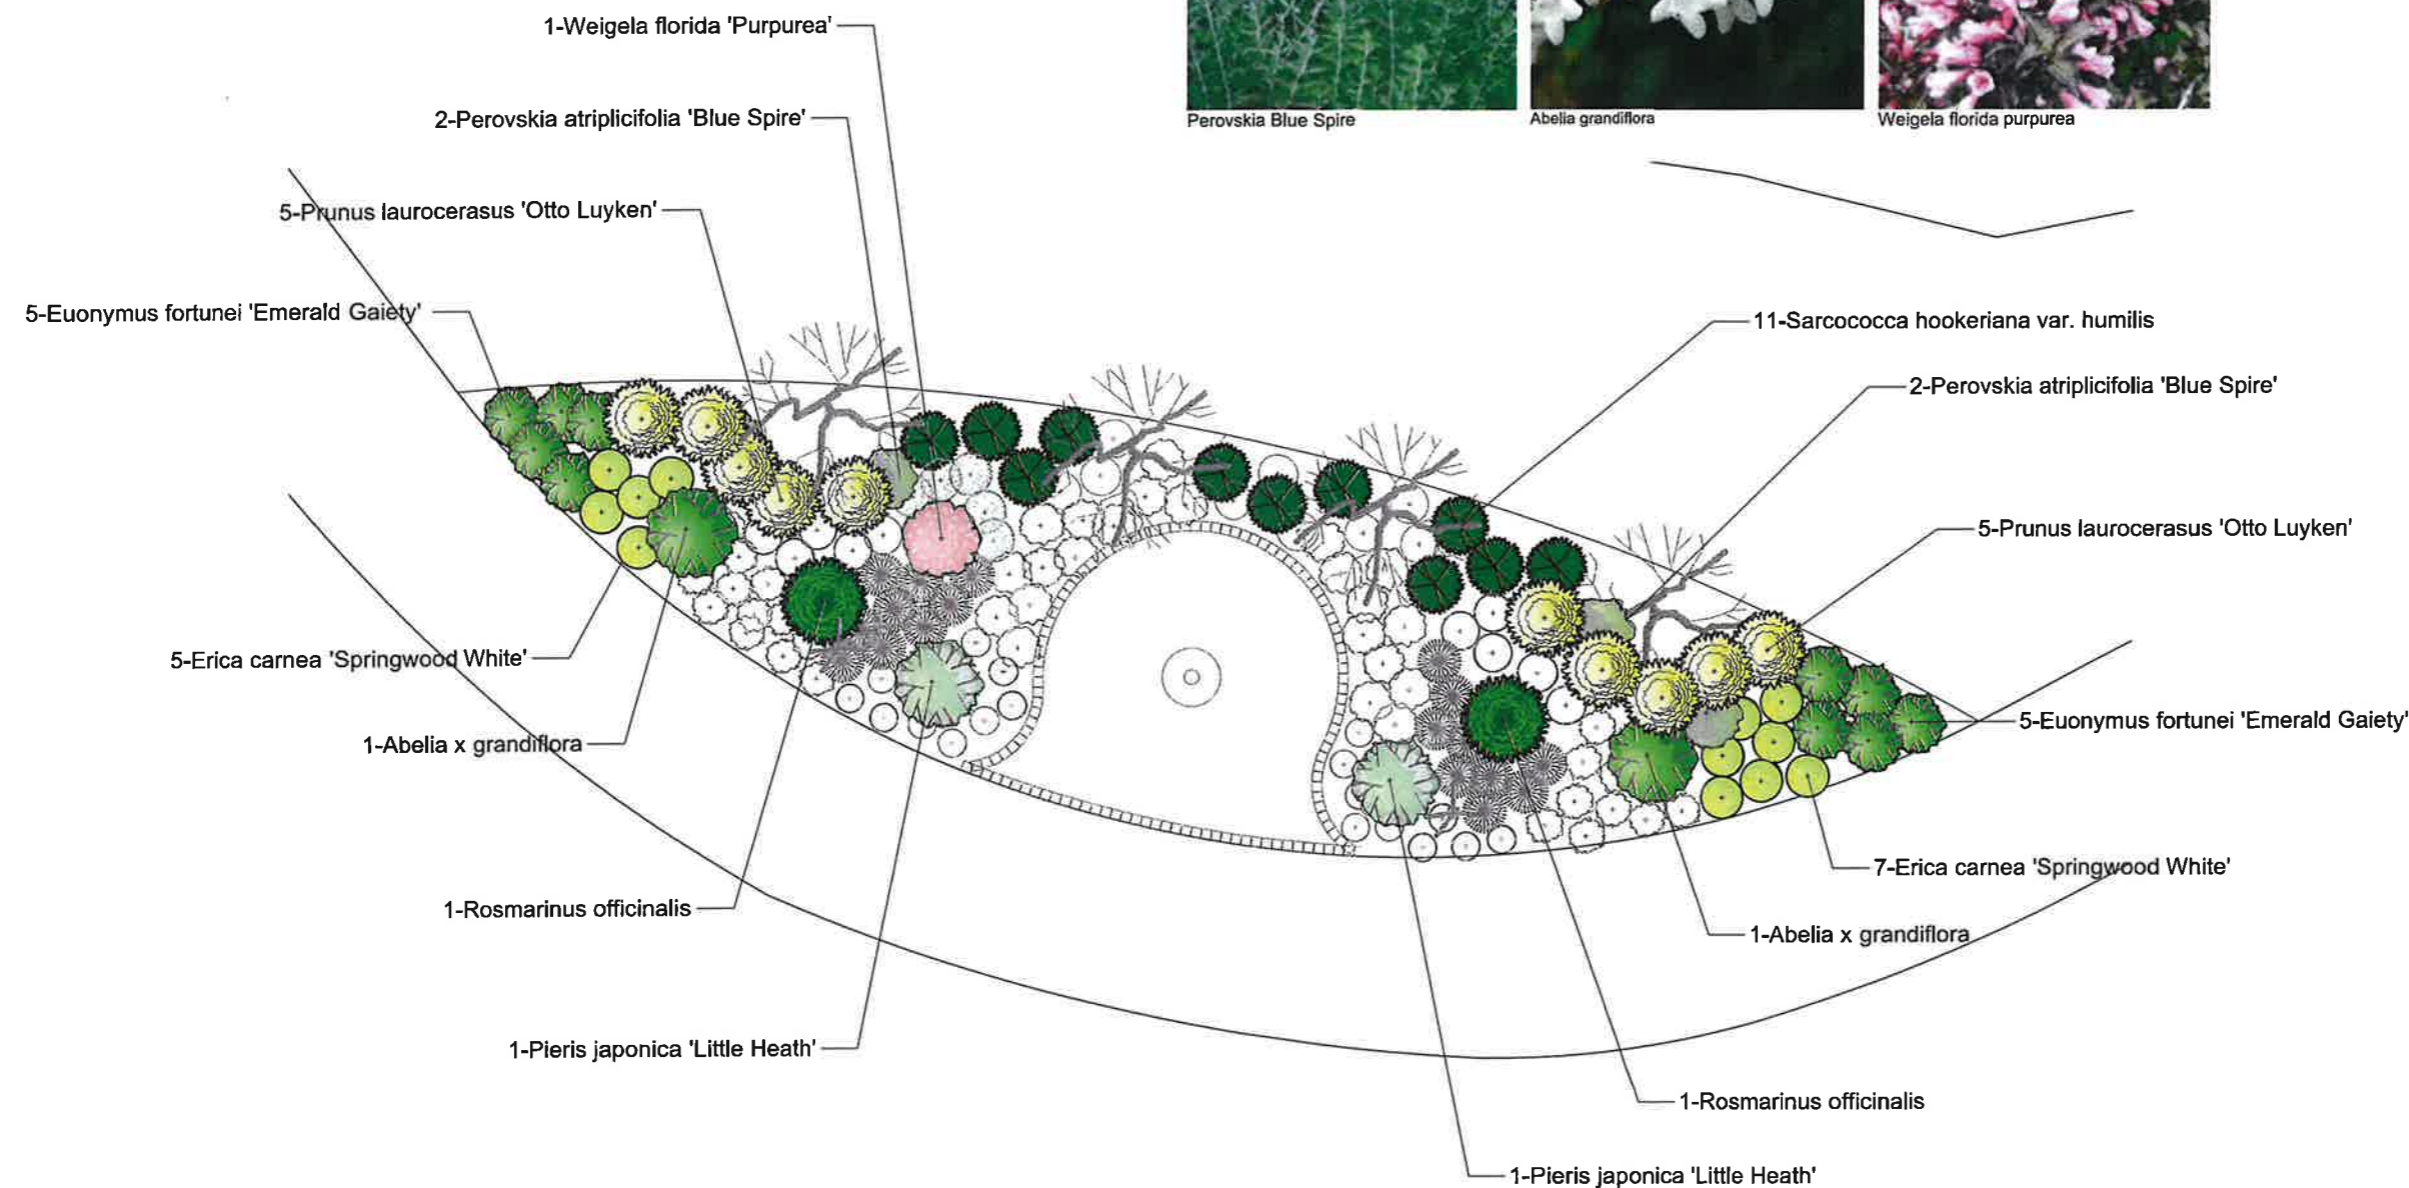 1-Weigela florida 'Purpurea'
2-Perovskia atriplicifolia 'Blue Spire'
5-Prunus laurocerasus 'Otto Luyken'
5-Euonymus fortunei 'Emerald Gaiety'
5-Erica carnea 'Springwood White'
1-Abelia x grandiflora
1-Rosmarinus officinalis
1-Pieris japonica 'Little Heath'
Perovskia Blue Spire
Abelia grandiflora
Weigela florida purpurea
11-Sarcococca hookeriana var. humilis
2-Perovskia atriplicifolia 'Blue Spire'
5-Prunus laurocerasus 'Otto Luyken'
5-Euonymus fortunei 'Emerald Gaiety'
7-Erica carnea 'Springwood White'
1-Abelia x grandiflora
1-Rosmarinus officinalis
1-Pieris japonica 'Little Heath'